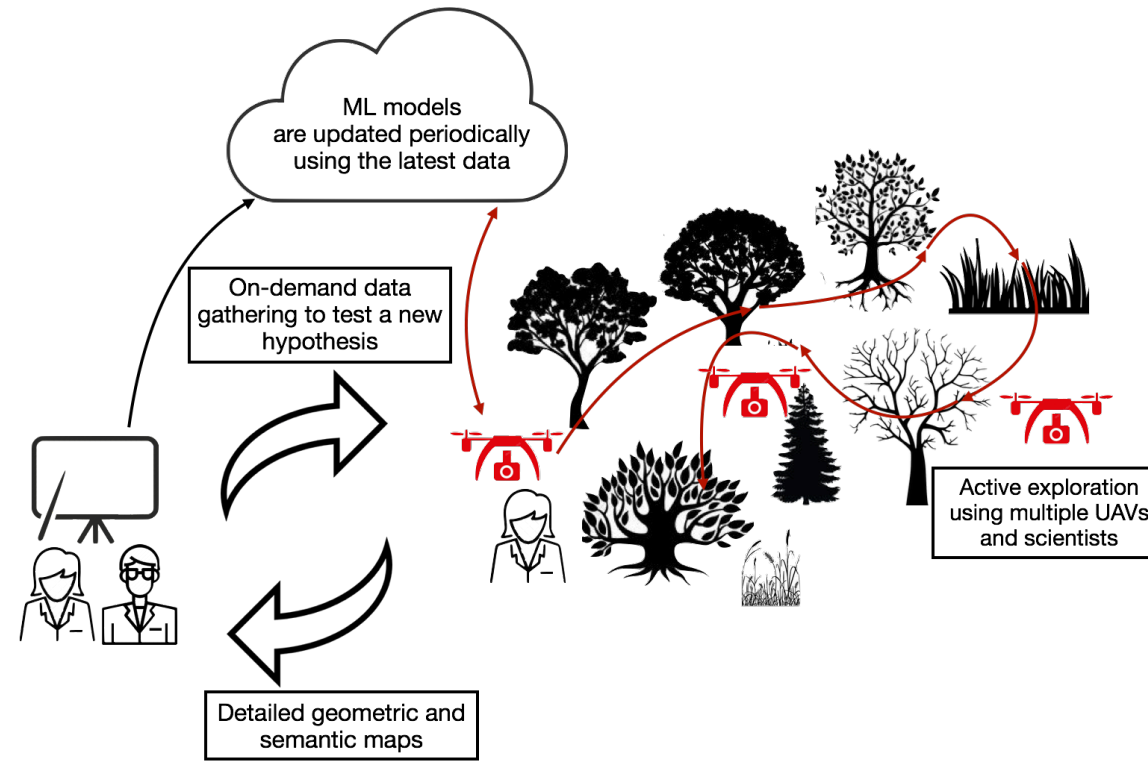 ML models
are updated periodically
using the latest data
On-demand data
gathering to test a new
hypothesis
Active exploration
using multiple UAVs
and scientists
Detailed geometric and
semantic maps